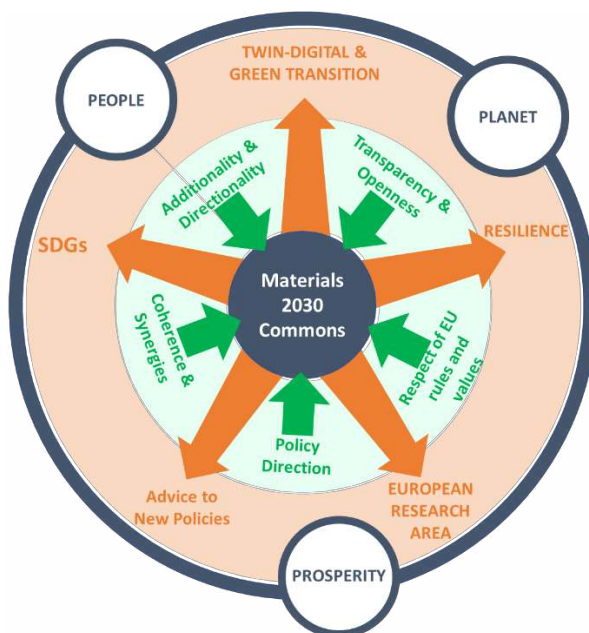 TWIN-DIGITAL &
GREEN TRANSITION
PEOPLE
PLANET
Additionality &
Directionality
Transparency &
Openness
SDGs
RESILIENCE
Materials
2030
Commons
Coherence &
Synergies
Respect of EU
rules and
values
Policy
Direction
Advice to
New Policies
EUROPEAN
RESEARCH
AREA
PROSPERITY